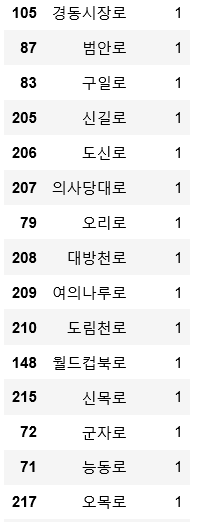 105 경동시장로 1
87 범안로 1
83 구일로 1
205 신길로 1
206 도신로 1
207 의사당대로 1
79 오리로 1
208 대방천로 1
209 여의나루로 1
210 도림천로 1
148 월드컵북로 1
215 신목로 1
72 군자로 1
71 능동로 1
217 오목로 1